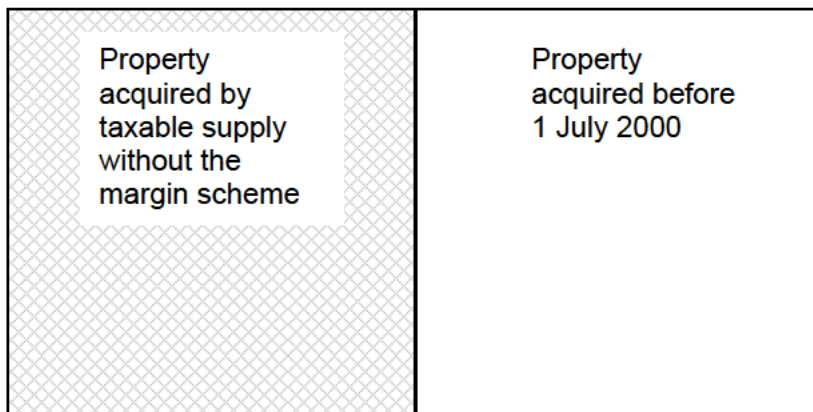 Property
acquired by
taxable supply
without the
margin scheme
Property
acquired before
1 July 2000